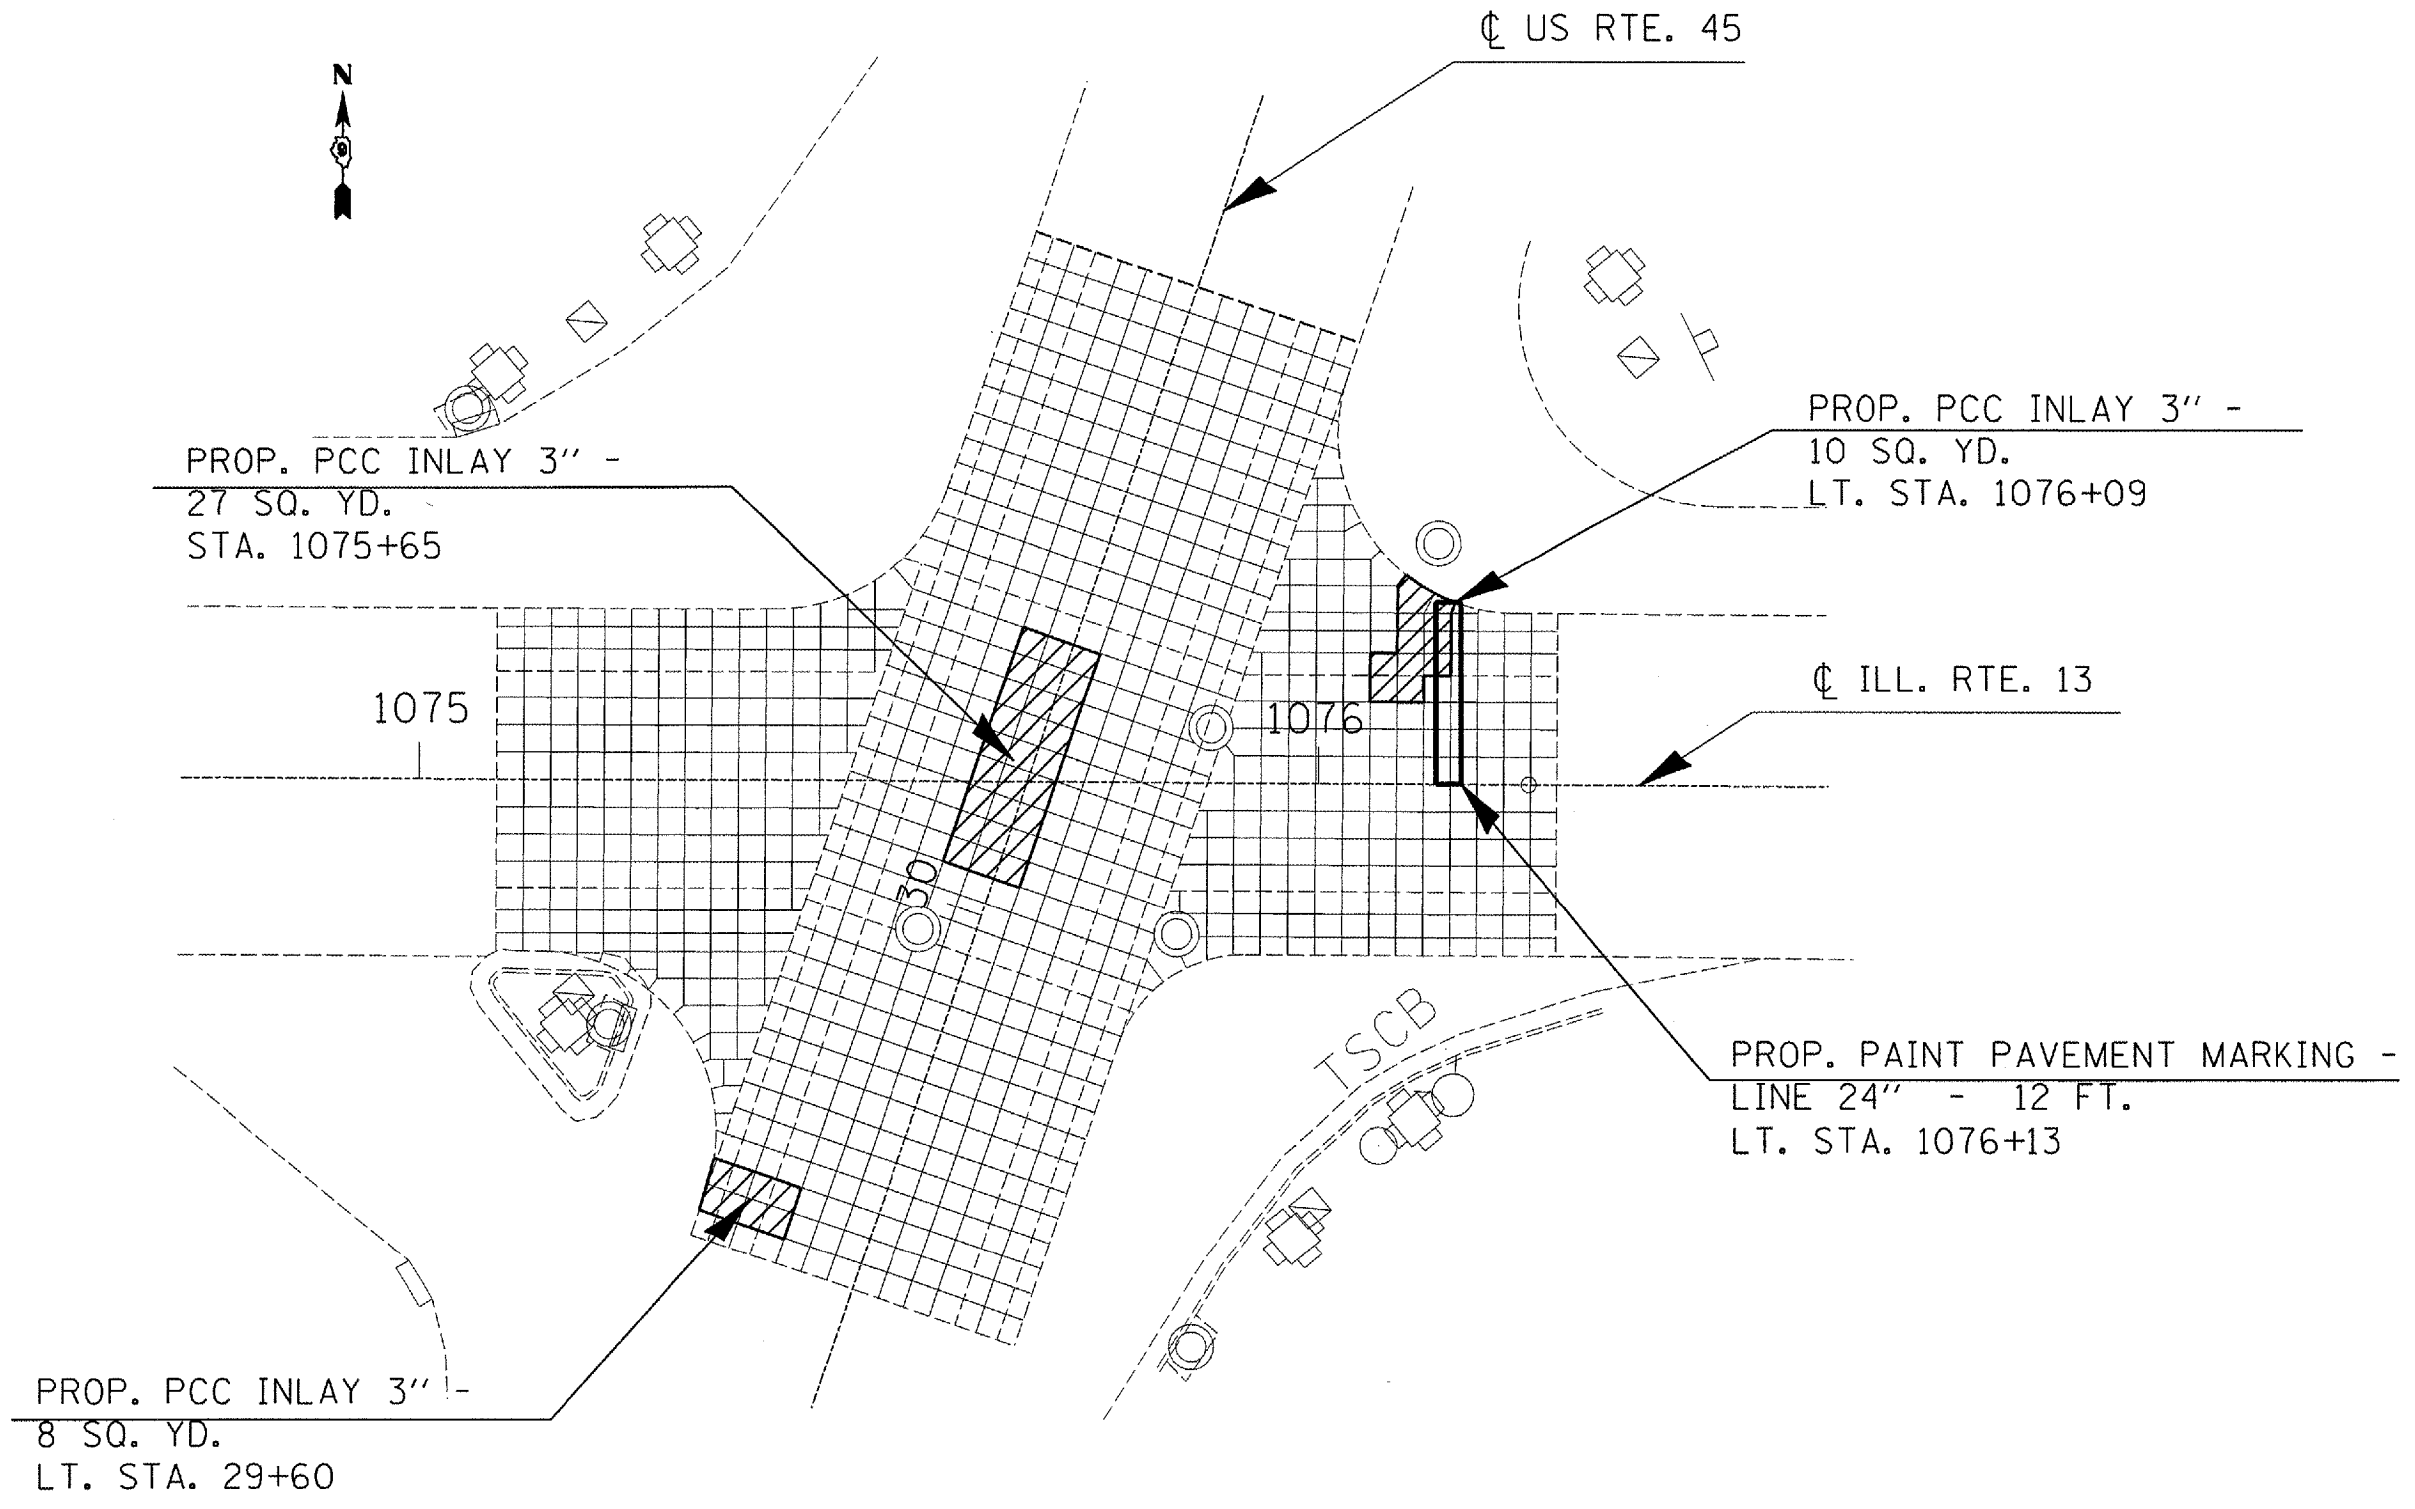 ℄ US RTE. 45
N
9
PROP. PCC INLAY 3" -
10 SQ. YD.
LT. STA. 1076+09
PROP. PCC INLAY 3" -
27 SQ. YD.
STA. 1075+65
℄ ILL. RTE. 13
1075
1076
30
TSCB
PROP. PAINT PAVEMENT MARKING -
LINE 24" - 12 FT.
LT. STA. 1076+13
PROP. PCC INLAY 3" -
8 SQ. YD.
LT. STA. 29+60